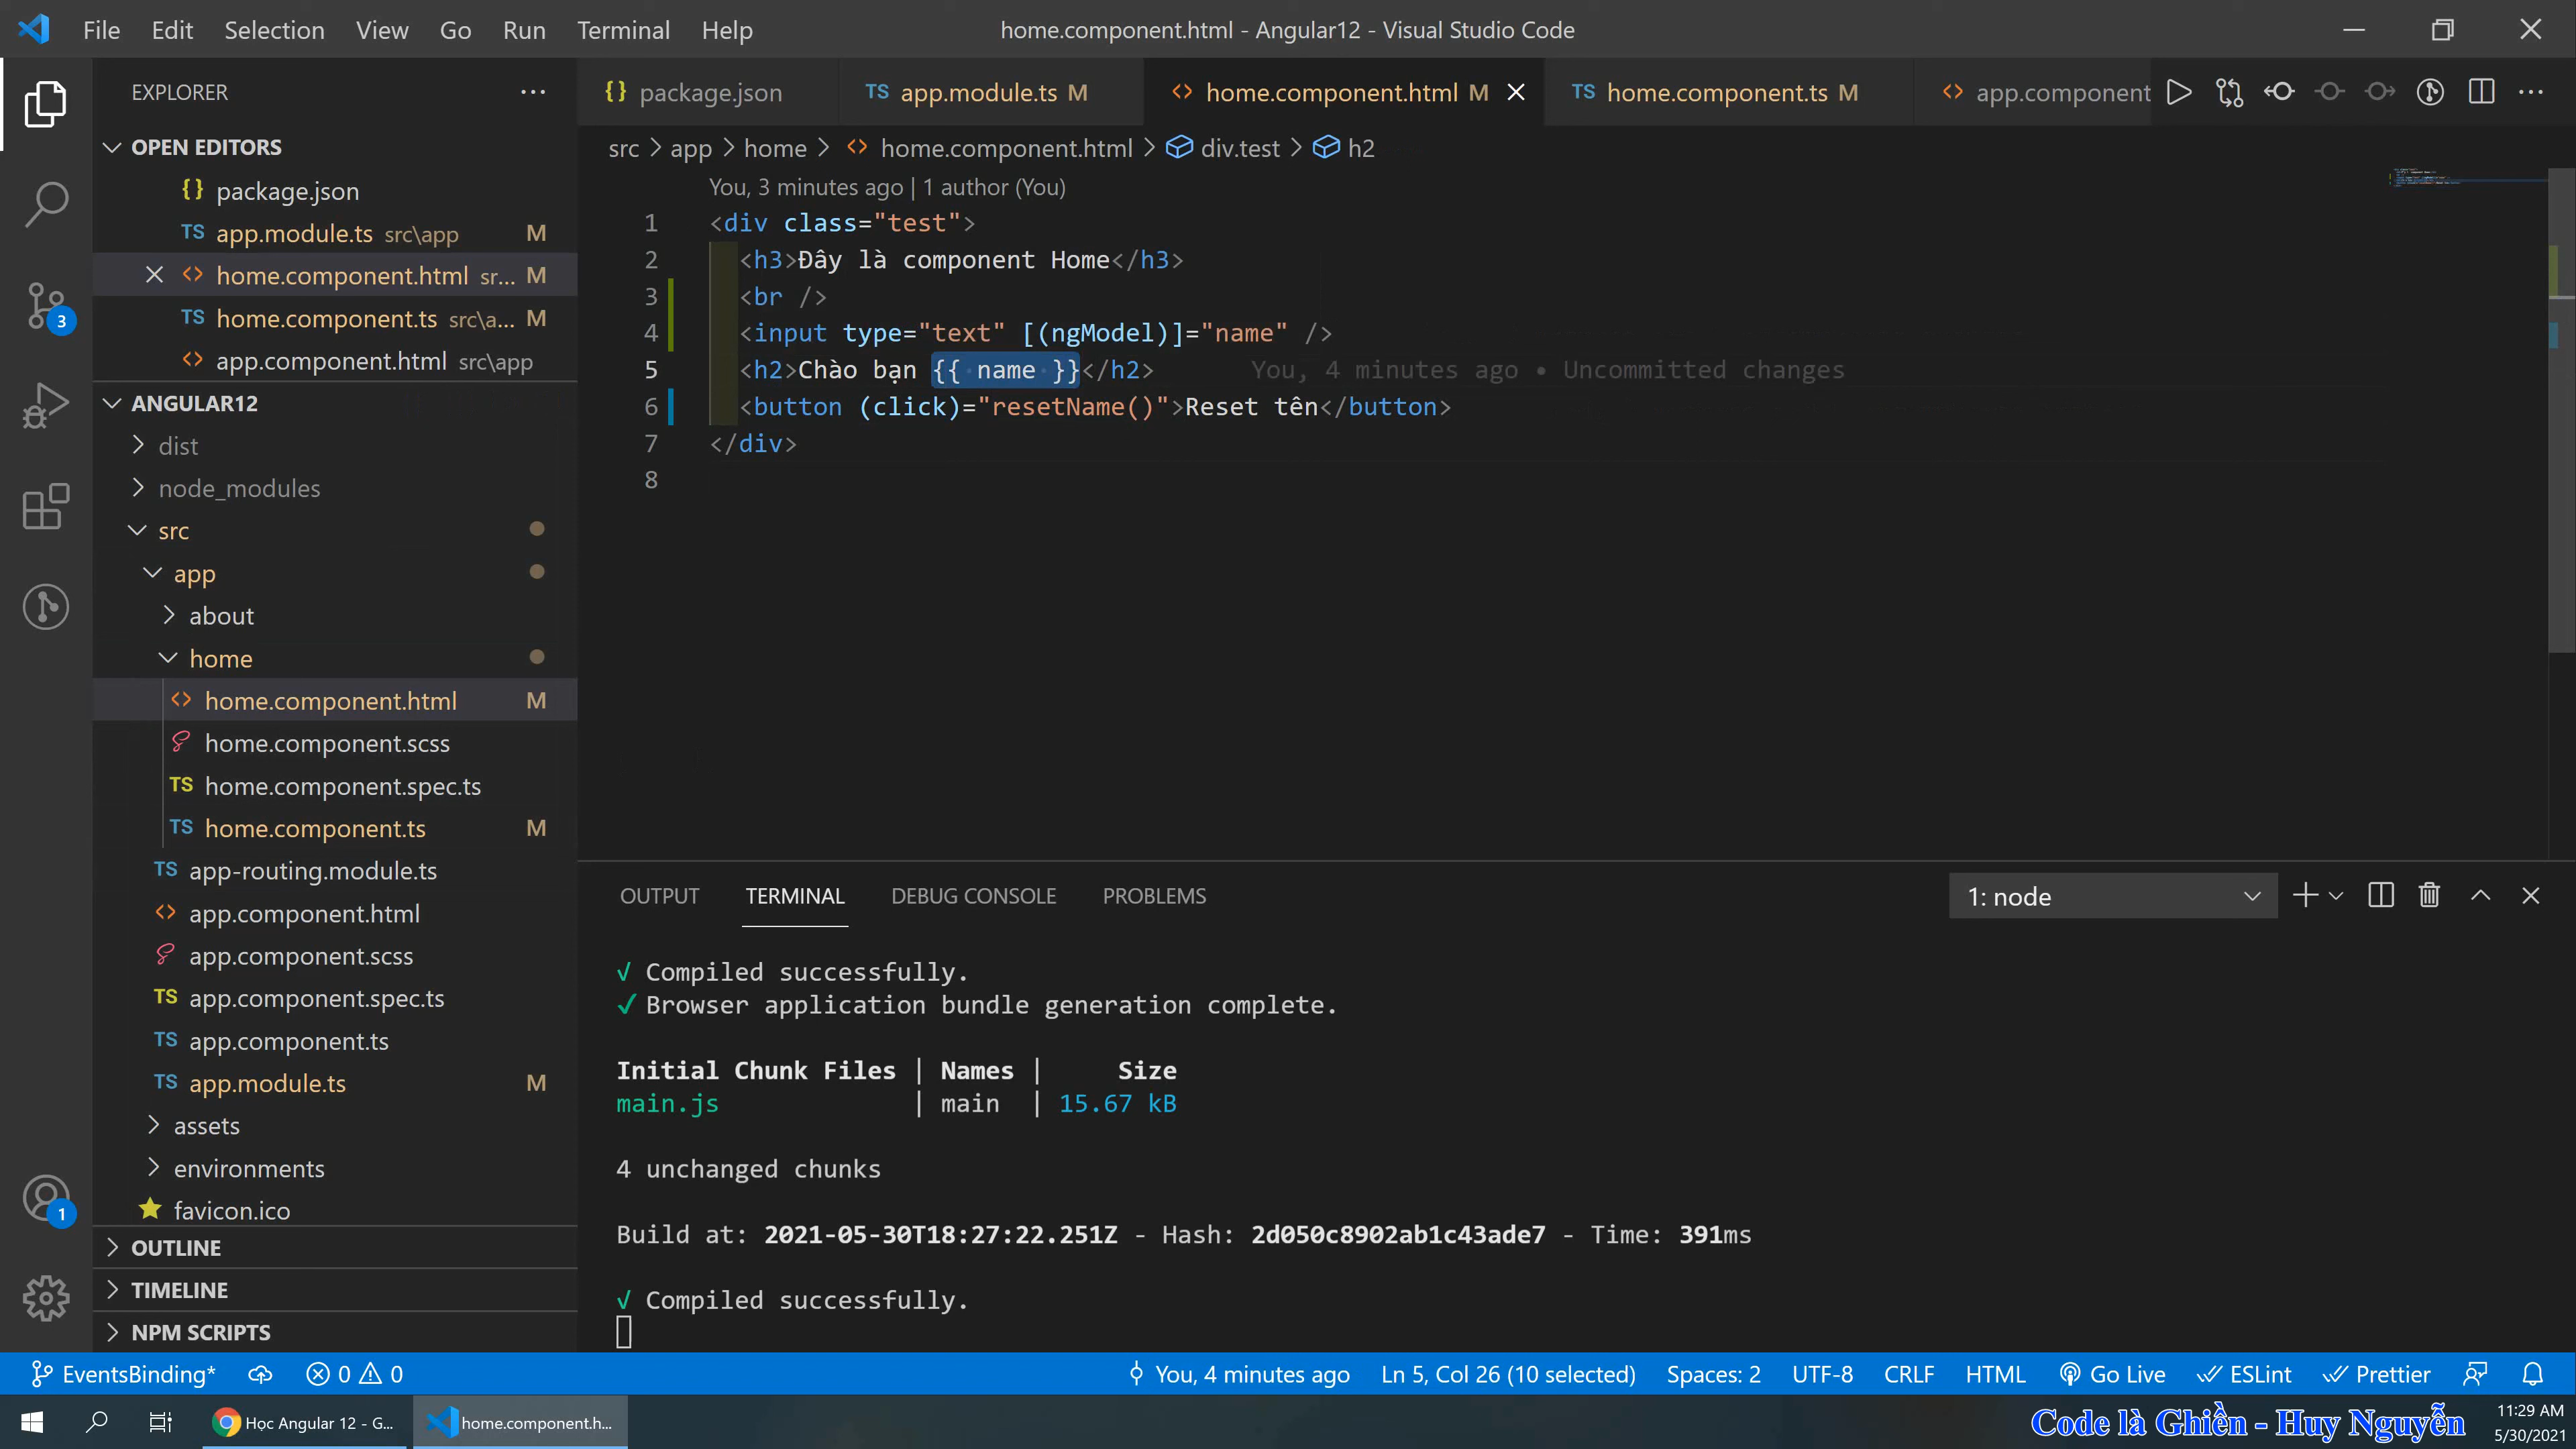 File Edit Selection View Go Run Terminal Help
home.component.html - Angular12 - Visual Studio Code
EXPLORER
OPEN EDITORS
package.json
app.module.ts src\app M
home.component.html sr... M
home.component.ts src\a... M
app.component.html src\app
ANGULAR12
dist
node_modules
src
app
about
home
home.component.html M
home.component.scss
home.component.spec.ts
home.component.ts M
app-routing.module.ts
app.component.html
app.component.scss
app.component.spec.ts
app.component.ts
app.module.ts M
assets
environments
favicon.ico
OUTLINE
TIMELINE
NPM SCRIPTS
3
1
package.json
app.module.ts M
home.component.html M
home.component.ts M
app.component
src > app > home > home.component.html > div.test > h2
You, 3 minutes ago | 1 author (You)
1 <div class="test">
2 <h3>Đây là component Home</h3>
3 <br />
4 <input type="text" [(ngModel)]="name" />
5 <h2>Chào bạn {{ name }}</h2> You, 4 minutes ago • Uncommitted changes
6 <button (click)="resetName()">Reset tên</button>
7 </div>
8
OUTPUT TERMINAL DEBUG CONSOLE PROBLEMS
1: node
√ Compiled successfully.
✓ Browser application bundle generation complete.
Initial Chunk Files | Names | Size
main.js | main | 15.67 kB
4 unchanged chunks
Build at: 2021-05-30T18:27:22.251Z - Hash: 2d050c8902ab1c43ade7 - Time: 391ms
√ Compiled successfully.
EventsBinding* 0 0
You, 4 minutes ago Ln 5, Col 26 (10 selected) Spaces: 2 UTF-8 CRLF HTML Go Live ESLint Prettier
Học Angular 12 - G...
home.component.h...
Code là Ghiền - Huy Nguyễn
11:29 AM
5/30/2021